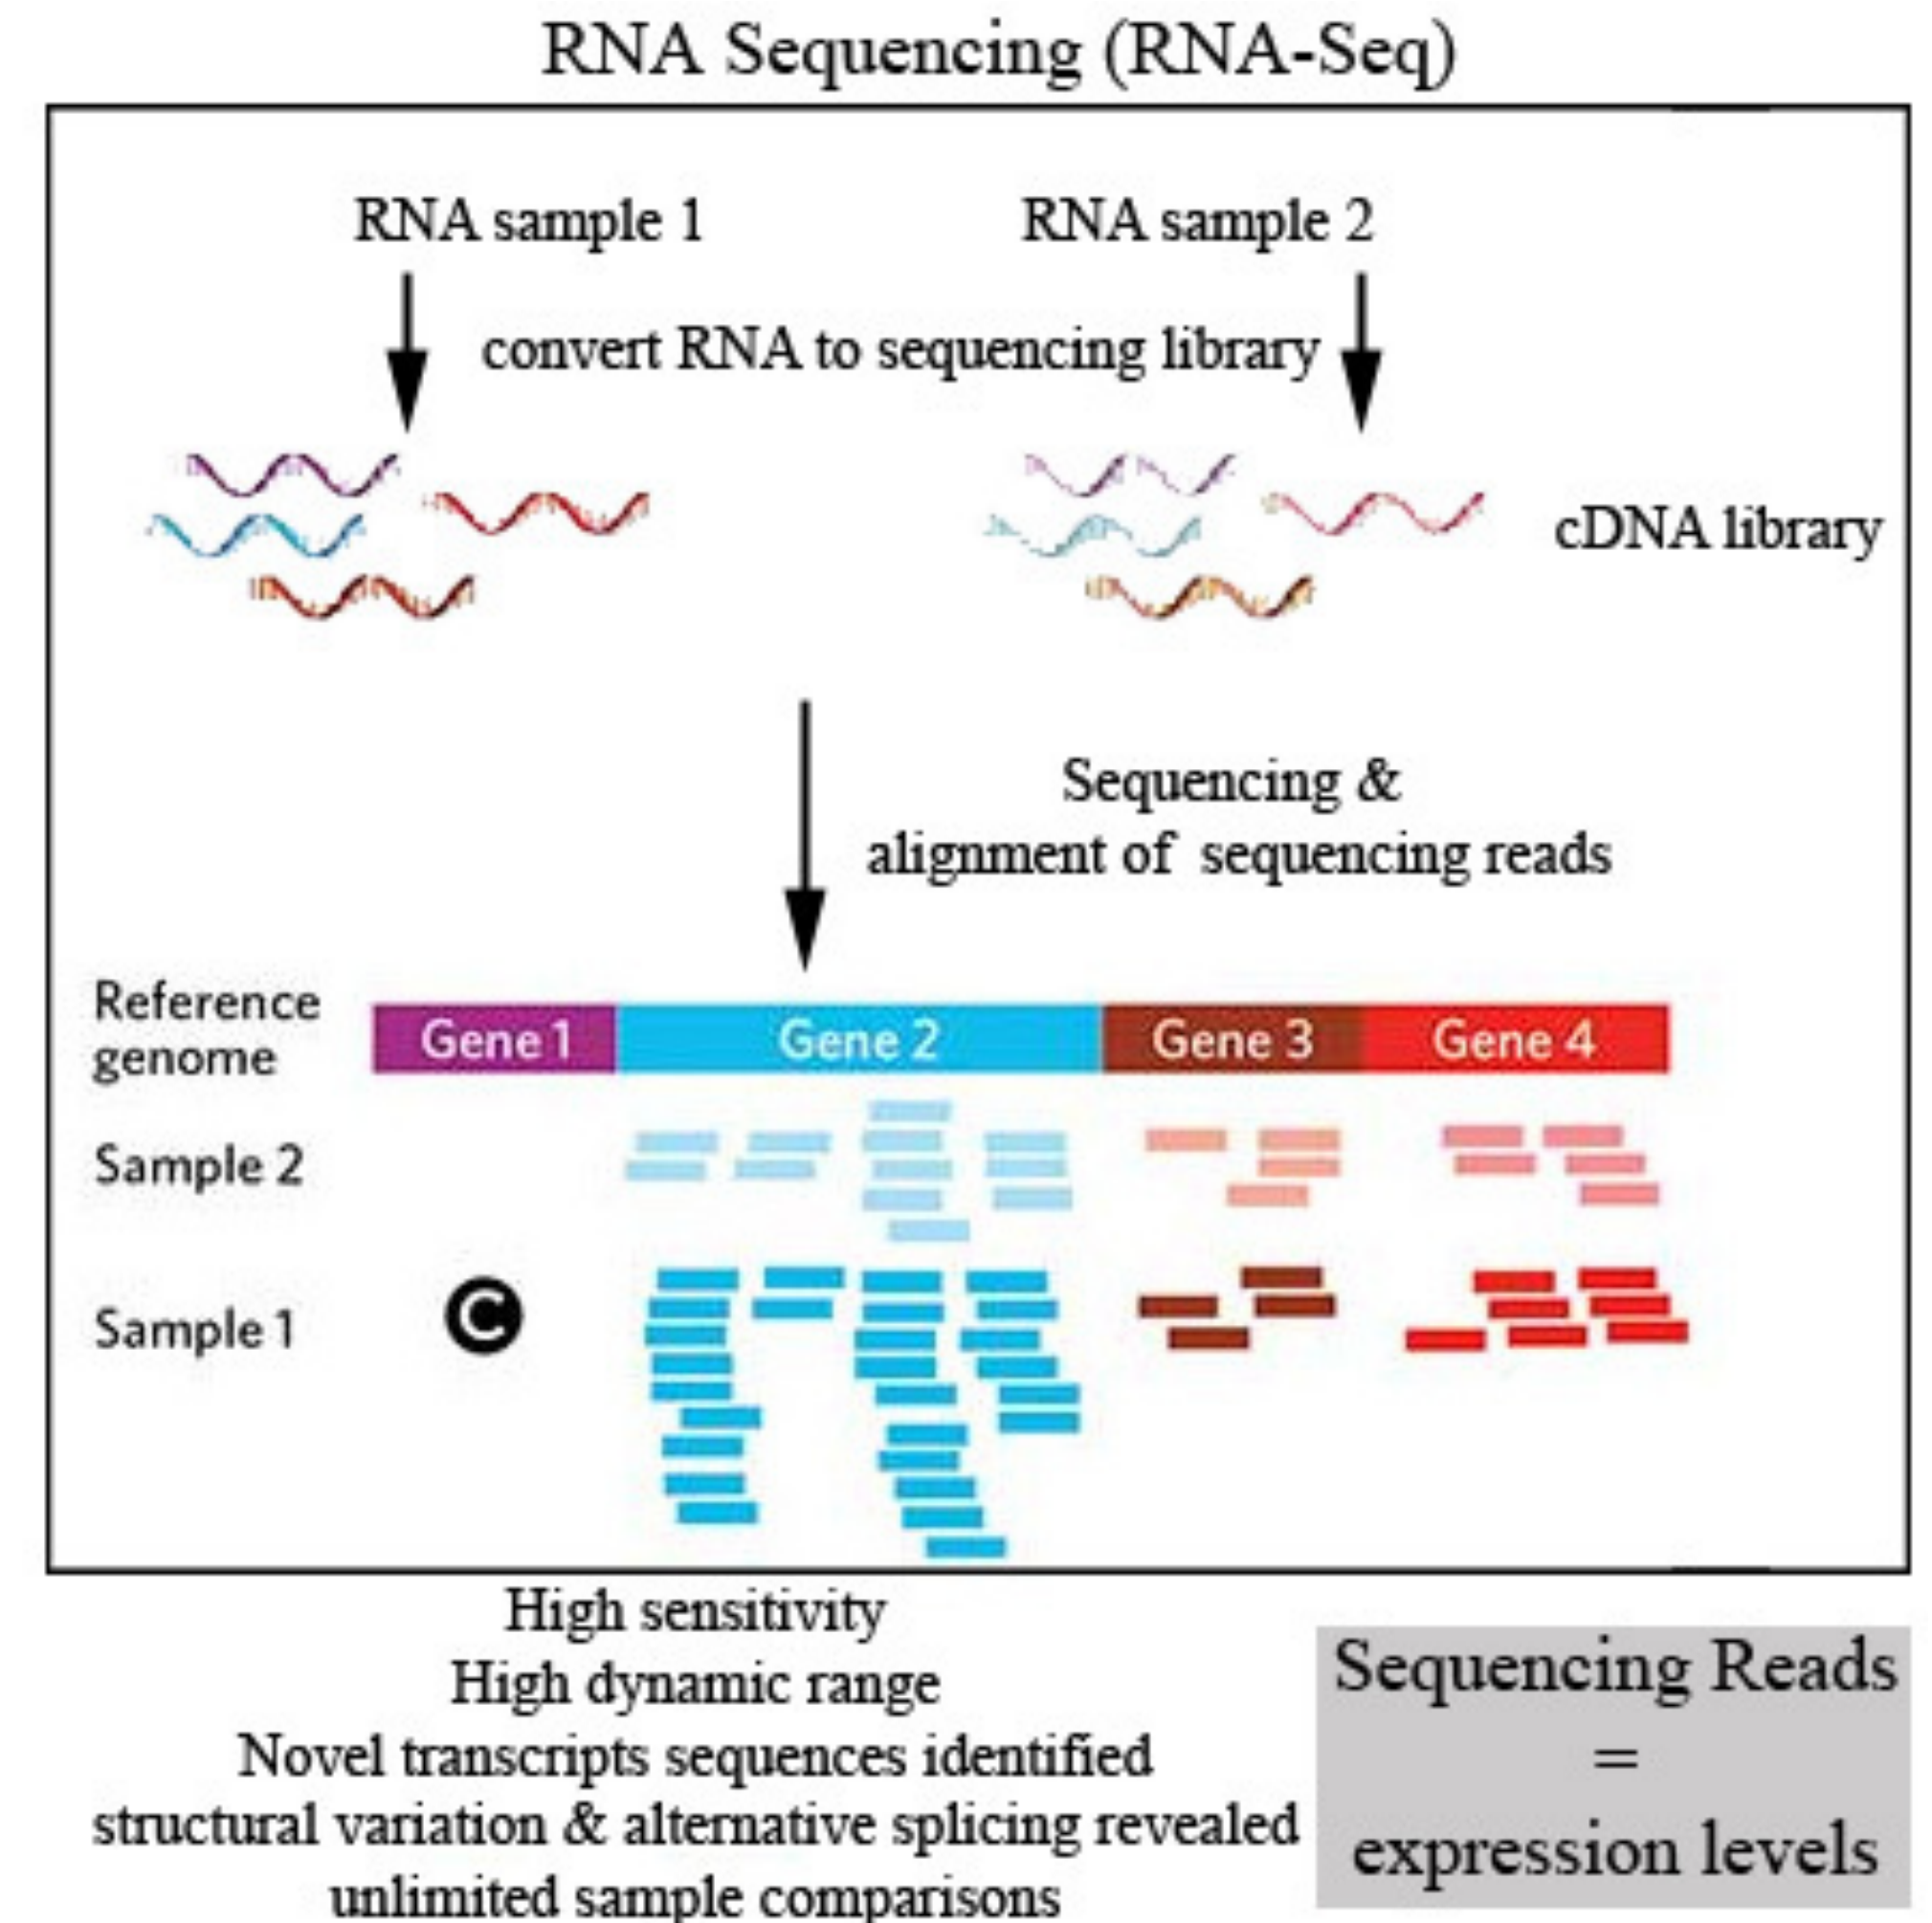 RNA Sequencing (RNA-Seq)
RNA sample 1
RNA sample 2
convert RNA to sequencing library
cDNA library
Sequencing &
alignment of sequencing reads
Reference
genome
Gene 1
Gene 2
Gene 3
Gene 4
Sample 2
Sample 1
C
High sensitivity
High dynamic range
Novel transcripts sequences identified
structural variation & alternative splicing revealed
unlimited sample comparisons
Sequencing Reads
=
expression levels